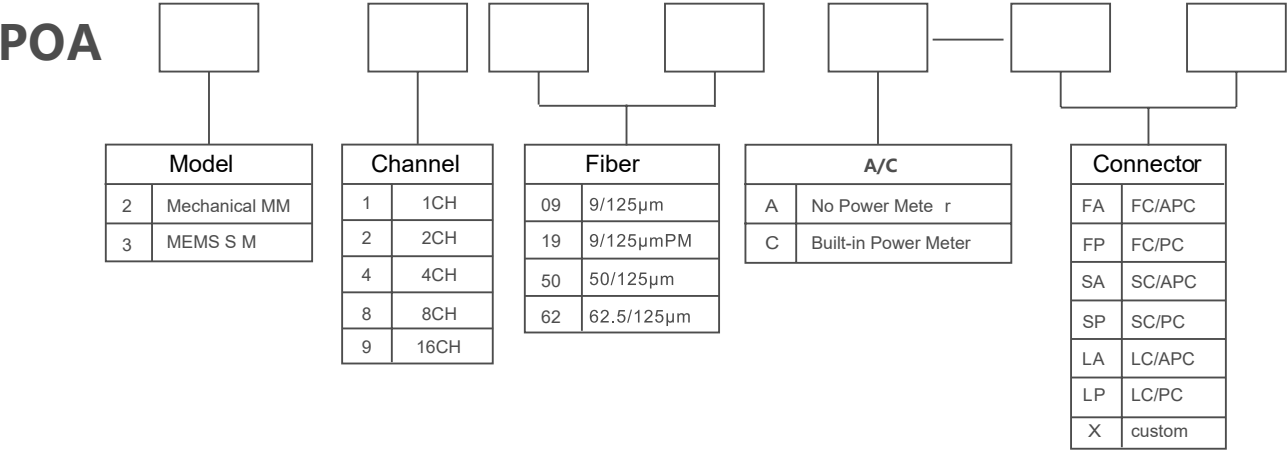 POA
Model
2 Mechanical MM
3 MEMS S M
Channel
1 1CH
2 2CH
4 4CH
8 8CH
9 16CH
Fiber
09 9/125μm
19 9/125μmPM
50 50/125μm
62 62.5/125μm
A/C
A No Power Mete r
C Built-in Power Meter
Connector
FA FC/APC
FP FC/PC
SA SC/APC
SP SC/PC
LA LC/APC
LP LC/PC
X custom